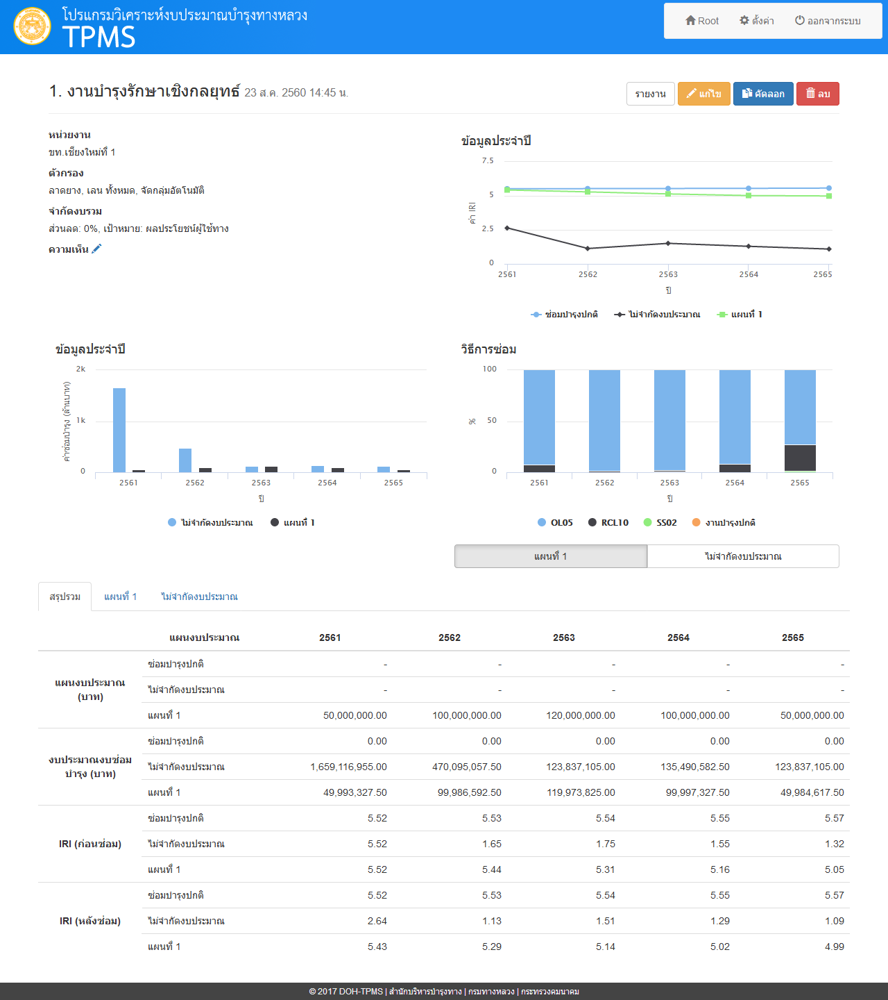 โปรแกรมวิเคราะห์งบประมาณบำรุงทางหลวง
TPMS
Root ตั้งค่า ออกจากระบบ
1. งานบำรุงรักษาเชิงกลยุทธ์ 23 ส.ค. 2560 14:45 น.
รายงาน แก้ไข คัดลอก ลบ
หน่วยงาน
ขท.เชียงใหม่ที่ 1
ตัวกรอง
ลาดยาง, เลน ทั้งหมด, จัดกลุ่มอัตโนมัติ
จำกัดงบรวม
ส่วนลด: 0%, เป้าหมาย: ผลประโยชน์ผู้ใช้ทาง
ความเห็น
ข้อมูลประจำปี
7.5
5
2.5
0
ค่า IRI
2561 2562 2563 2564 2565
ปี
ซ่อมบำรุงปกติ ไม่จำกัดงบประมาณ แผนที่ 1
ข้อมูลประจำปี
2k
1k
0
ค่าซ่อมบำรุง (ล้านบาท)
2561 2562 2563 2564 2565
ปี
ไม่จำกัดงบประมาณ แผนที่ 1
วิธีการซ่อม
100
50
0
%
2561 2562 2563 2564 2565
ปี
OL05 RCL10 SS02 งานบำรุงปกติ
แผนที่ 1 ไม่จำกัดงบประมาณ
สรุปรวม แผนที่ 1 ไม่จำกัดงบประมาณ
แผนงบประมาณ 2561 2562 2563 2564 2565
แผนงบประมาณ (บาท)
ซ่อมบำรุงปกติ - - - - -
ไม่จำกัดงบประมาณ - - - - -
แผนที่ 1 50,000,000.00 100,000,000.00 120,000,000.00 100,000,000.00 50,000,000.00
งบประมาณงบซ่อมบำรุง (บาท)
ซ่อมบำรุงปกติ 0.00 0.00 0.00 0.00 0.00
ไม่จำกัดงบประมาณ 1,659,116,955.00 470,095,057.50 123,837,105.00 135,490,582.50 123,837,105.00
แผนที่ 1 49,993,327.50 99,986,592.50 119,973,825.00 99,997,327.50 49,984,617.50
IRI (ก่อนซ่อม)
ซ่อมบำรุงปกติ 5.52 5.53 5.54 5.55 5.57
ไม่จำกัดงบประมาณ 5.52 1.65 1.75 1.55 1.32
แผนที่ 1 5.52 5.44 5.31 5.16 5.05
IRI (หลังซ่อม)
ซ่อมบำรุงปกติ 5.52 5.53 5.54 5.55 5.57
ไม่จำกัดงบประมาณ 2.64 1.13 1.51 1.29 1.09
แผนที่ 1 5.43 5.29 5.14 5.02 4.99
© 2017 DOH-TPMS | สำนักบริหารบำรุงทาง | กรมทางหลวง | กระทรวงคมนาคม